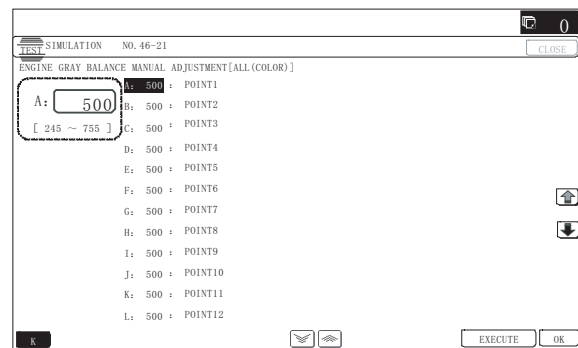 0
TEST SIMULATION NO. 46-21
CLOSE
ENGINE GRAY BALANCE MANUAL ADJUSTMENT[ALL(COLOR)]
A: 500
[ 245 ~ 755 ]
A: 500 : POINT1
B: 500 : POINT2
C: 500 : POINT3
D: 500 : POINT4
E: 500 : POINT5
F: 500 : POINT6
G: 500 : POINT7
H: 500 : POINT8
I: 500 : POINT9
J: 500 : POINT10
K: 500 : POINT11
L: 500 : POINT12
K
EXECUTE
OK